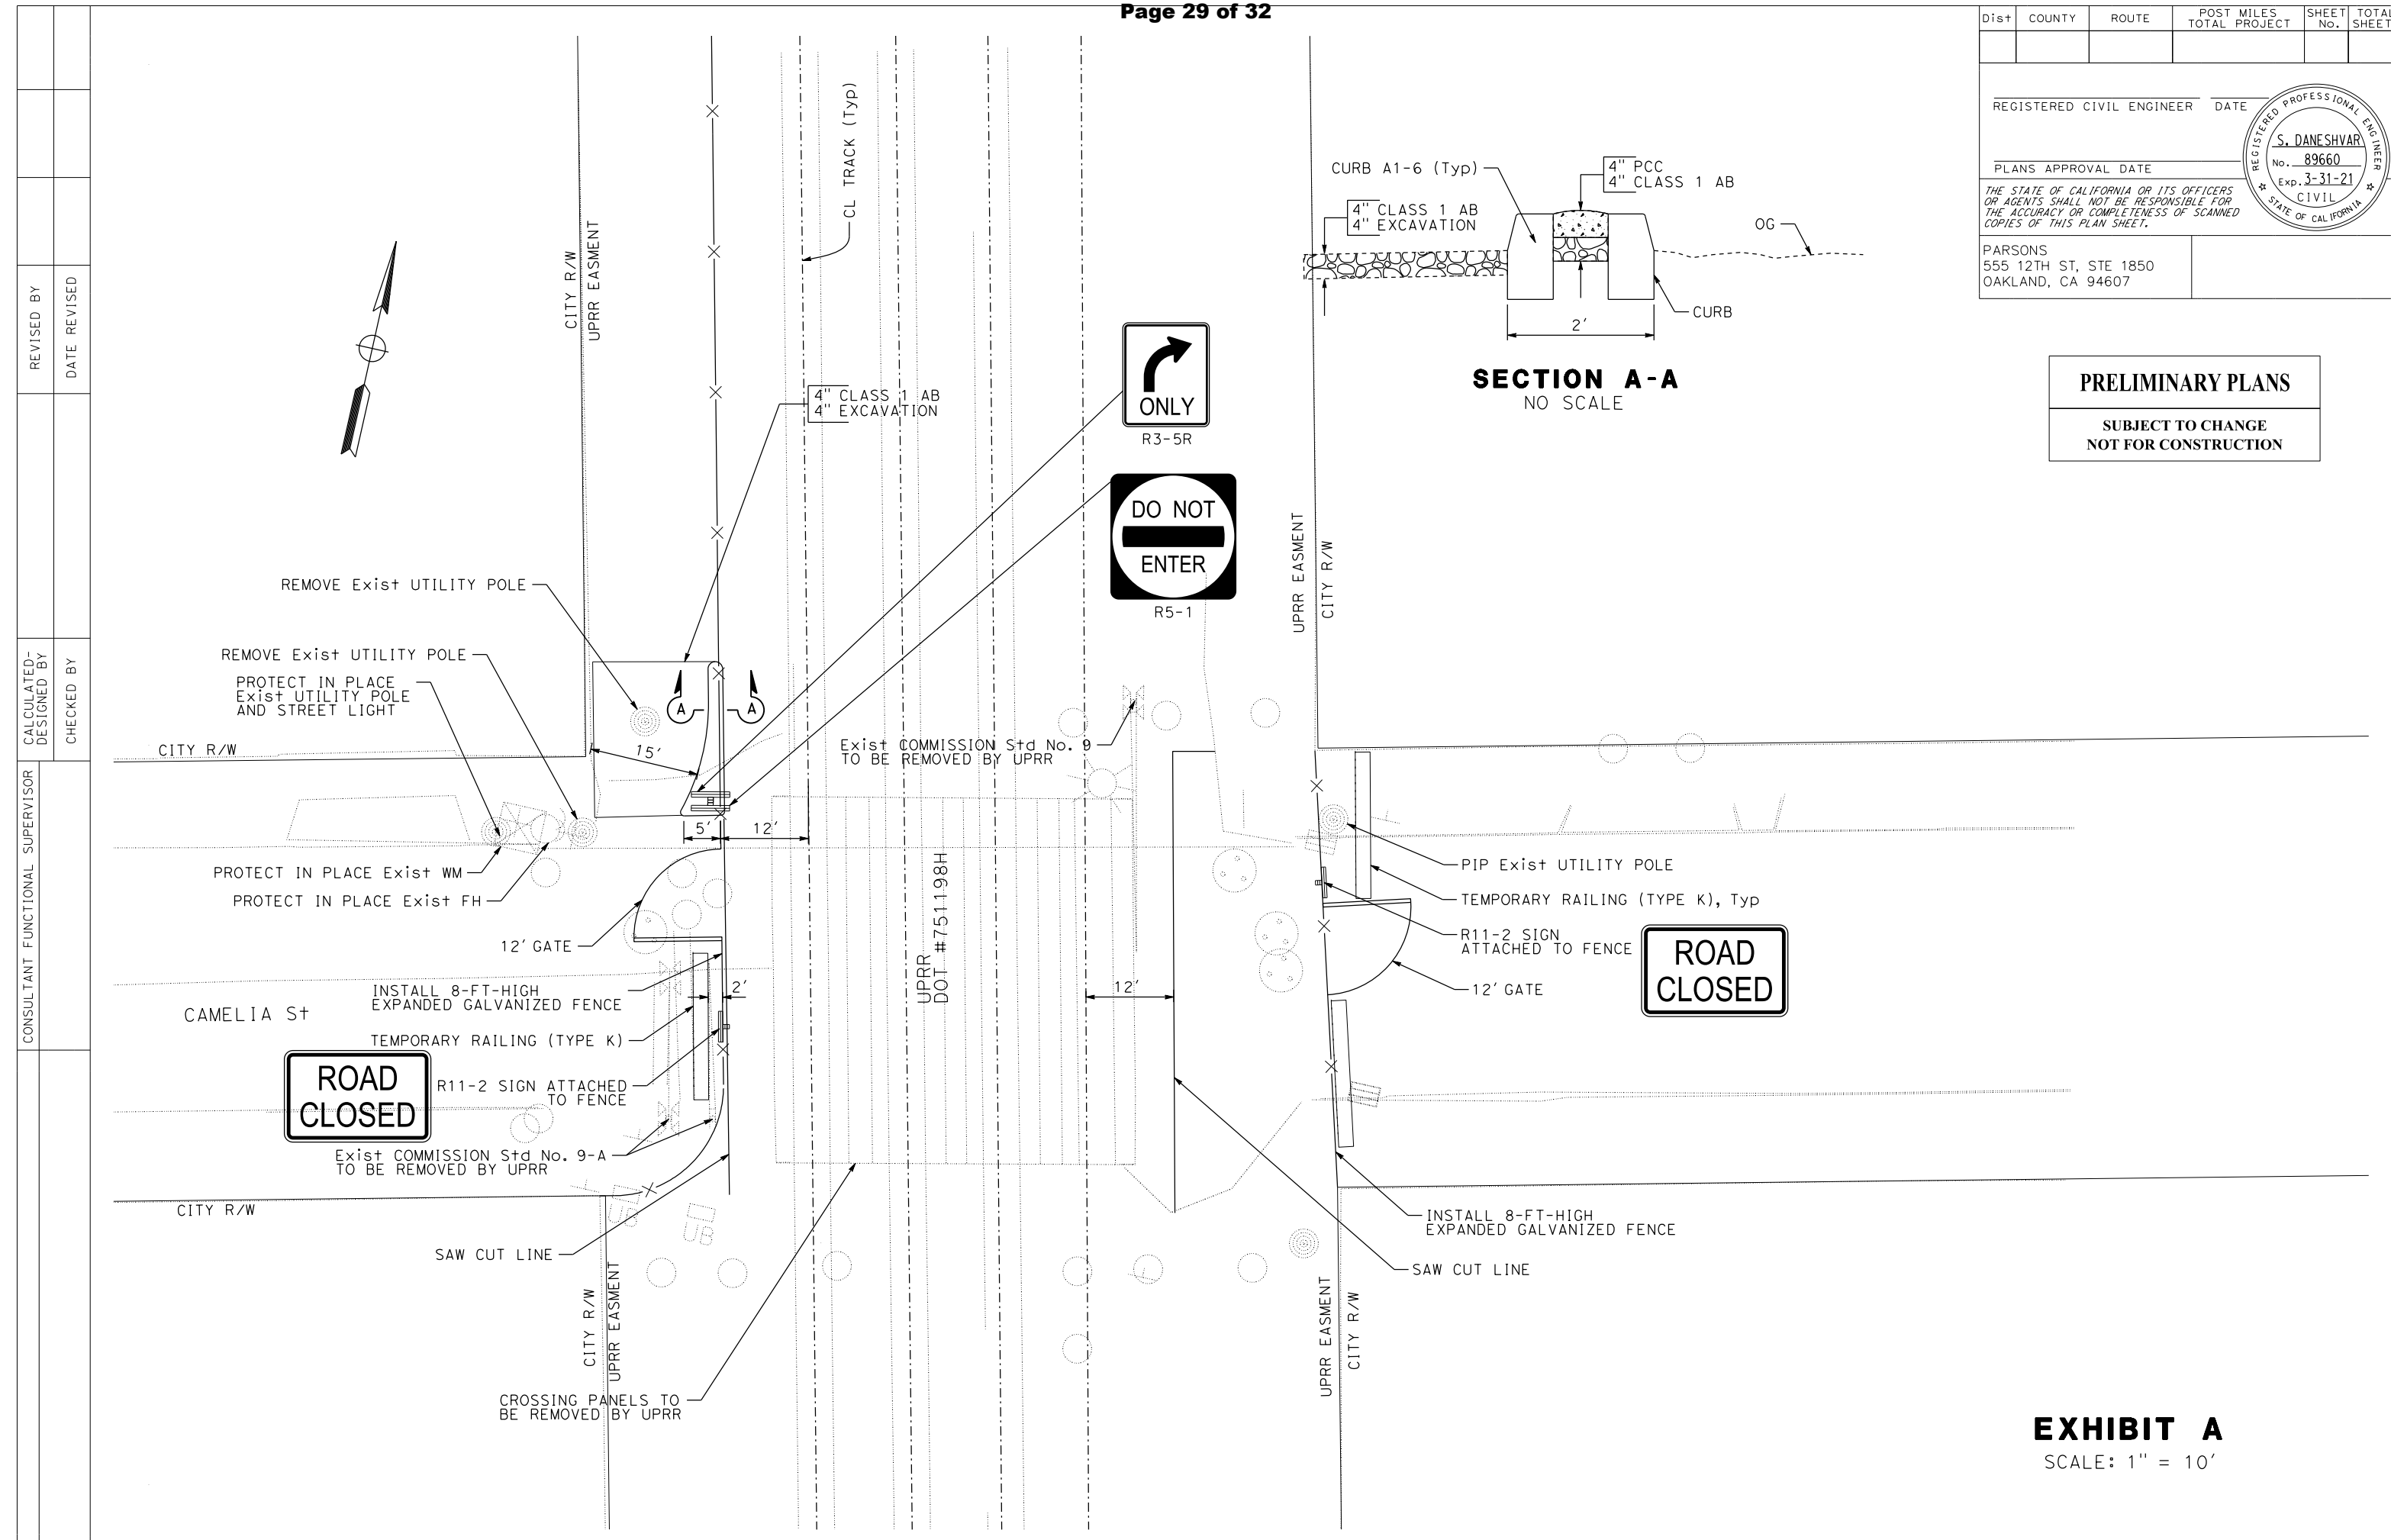 Page 29 of 32
Dist COUNTY ROUTE POST MILES TOTAL PROJECT SHEET No. TOTAL SHEET
REGISTERED CIVIL ENGINEER DATE
PLANS APPROVAL DATE
THE STATE OF CALIFORNIA OR ITS OFFICERS
OR AGENTS SHALL NOT BE RESPONSIBLE FOR
THE ACCURACY OR COMPLETENESS OF SCANNED
COPIES OF THIS PLAN SHEET.
REGISTERED PROFESSIONAL ENGINEER
S. DANESHVAR
No. 89660
Exp. 3-31-21
CIVIL
STATE OF CALIFORNIA
PARSONS
555 12TH ST, STE 1850
OAKLAND, CA 94607
PRELIMINARY PLANS
SUBJECT TO CHANGE
NOT FOR CONSTRUCTION
REVISED BY
DATE REVISED
CALCULATED-
DESIGNED BY
CHECKED BY
CONSULTANT FUNCTIONAL SUPERVISOR
CURB A1-6 (Typ)
4" PCC
4" CLASS 1 AB
4" CLASS 1 AB
4" EXCAVATION
OG
CURB
2'
SECTION A-A
NO SCALE
CITY R/W
UPRR EASMENT
CL TRACK (Typ)
4" CLASS 1 AB
4" EXCAVATION
ONLY
R3-5R
DO NOT
ENTER
R5-1
UPRR EASMENT
CITY R/W
REMOVE Exist UTILITY POLE
REMOVE Exist UTILITY POLE
PROTECT IN PLACE
Exist UTILITY POLE
AND STREET LIGHT
A
A
CITY R/W
15'
Exist COMMISSION Std No. 9
TO BE REMOVED BY UPRR
5'
12'
PROTECT IN PLACE Exist WM
PROTECT IN PLACE Exist FH
12' GATE
UPRR
DOT #751198H
PIP Exist UTILITY POLE
TEMPORARY RAILING (TYPE K), Typ
R11-2 SIGN
ATTACHED TO FENCE
ROAD
CLOSED
12' GATE
INSTALL 8-FT-HIGH
EXPANDED GALVANIZED FENCE
2'
12'
CAMELIA St
TEMPORARY RAILING (TYPE K)
ROAD
CLOSED
R11-2 SIGN ATTACHED
TO FENCE
Exist COMMISSION Std No. 9-A
TO BE REMOVED BY UPRR
CITY R/W
UB
UB
SAW CUT LINE
INSTALL 8-FT-HIGH
EXPANDED GALVANIZED FENCE
SAW CUT LINE
CITY R/W
UPRR EASMENT
UPRR EASMENT
CITY R/W
CROSSING PANELS TO
BE REMOVED BY UPRR
EXHIBIT A
SCALE: 1" = 10'